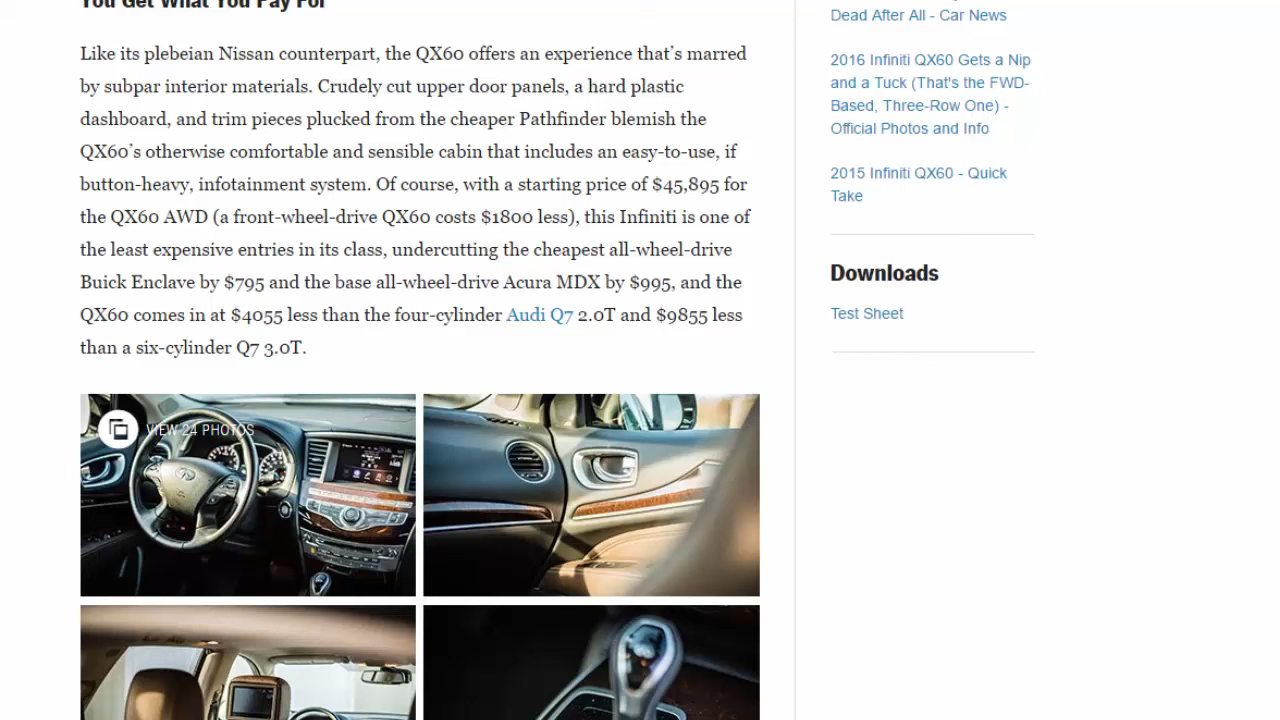 You Get What You Pay For
Like its plebeian Nissan counterpart, the QX60 offers an experience that’s marred
by subpar interior materials. Crudely cut upper door panels, a hard plastic
dashboard, and trim pieces plucked from the cheaper Pathfinder blemish the
QX60’s otherwise comfortable and sensible cabin that includes an easy-to-use, if
button-heavy, infotainment system. Of course, with a starting price of $45,895 for
the QX60 AWD (a front-wheel-drive QX60 costs $1800 less), this Infiniti is one of
the least expensive entries in its class, undercutting the cheapest all-wheel-drive
Buick Enclave by $795 and the base all-wheel-drive Acura MDX by $995, and the
QX60 comes in at $4055 less than the four-cylinder Audi Q7 2.0T and $9855 less
than a six-cylinder Q7 3.0T.
VIEW 24 PHOTOS
Dead After All - Car News
2016 Infiniti QX60 Gets a Nip
and a Tuck (That's the FWD-
Based, Three-Row One) -
Official Photos and Info
2015 Infiniti QX60 - Quick
Take
Downloads
Test Sheet